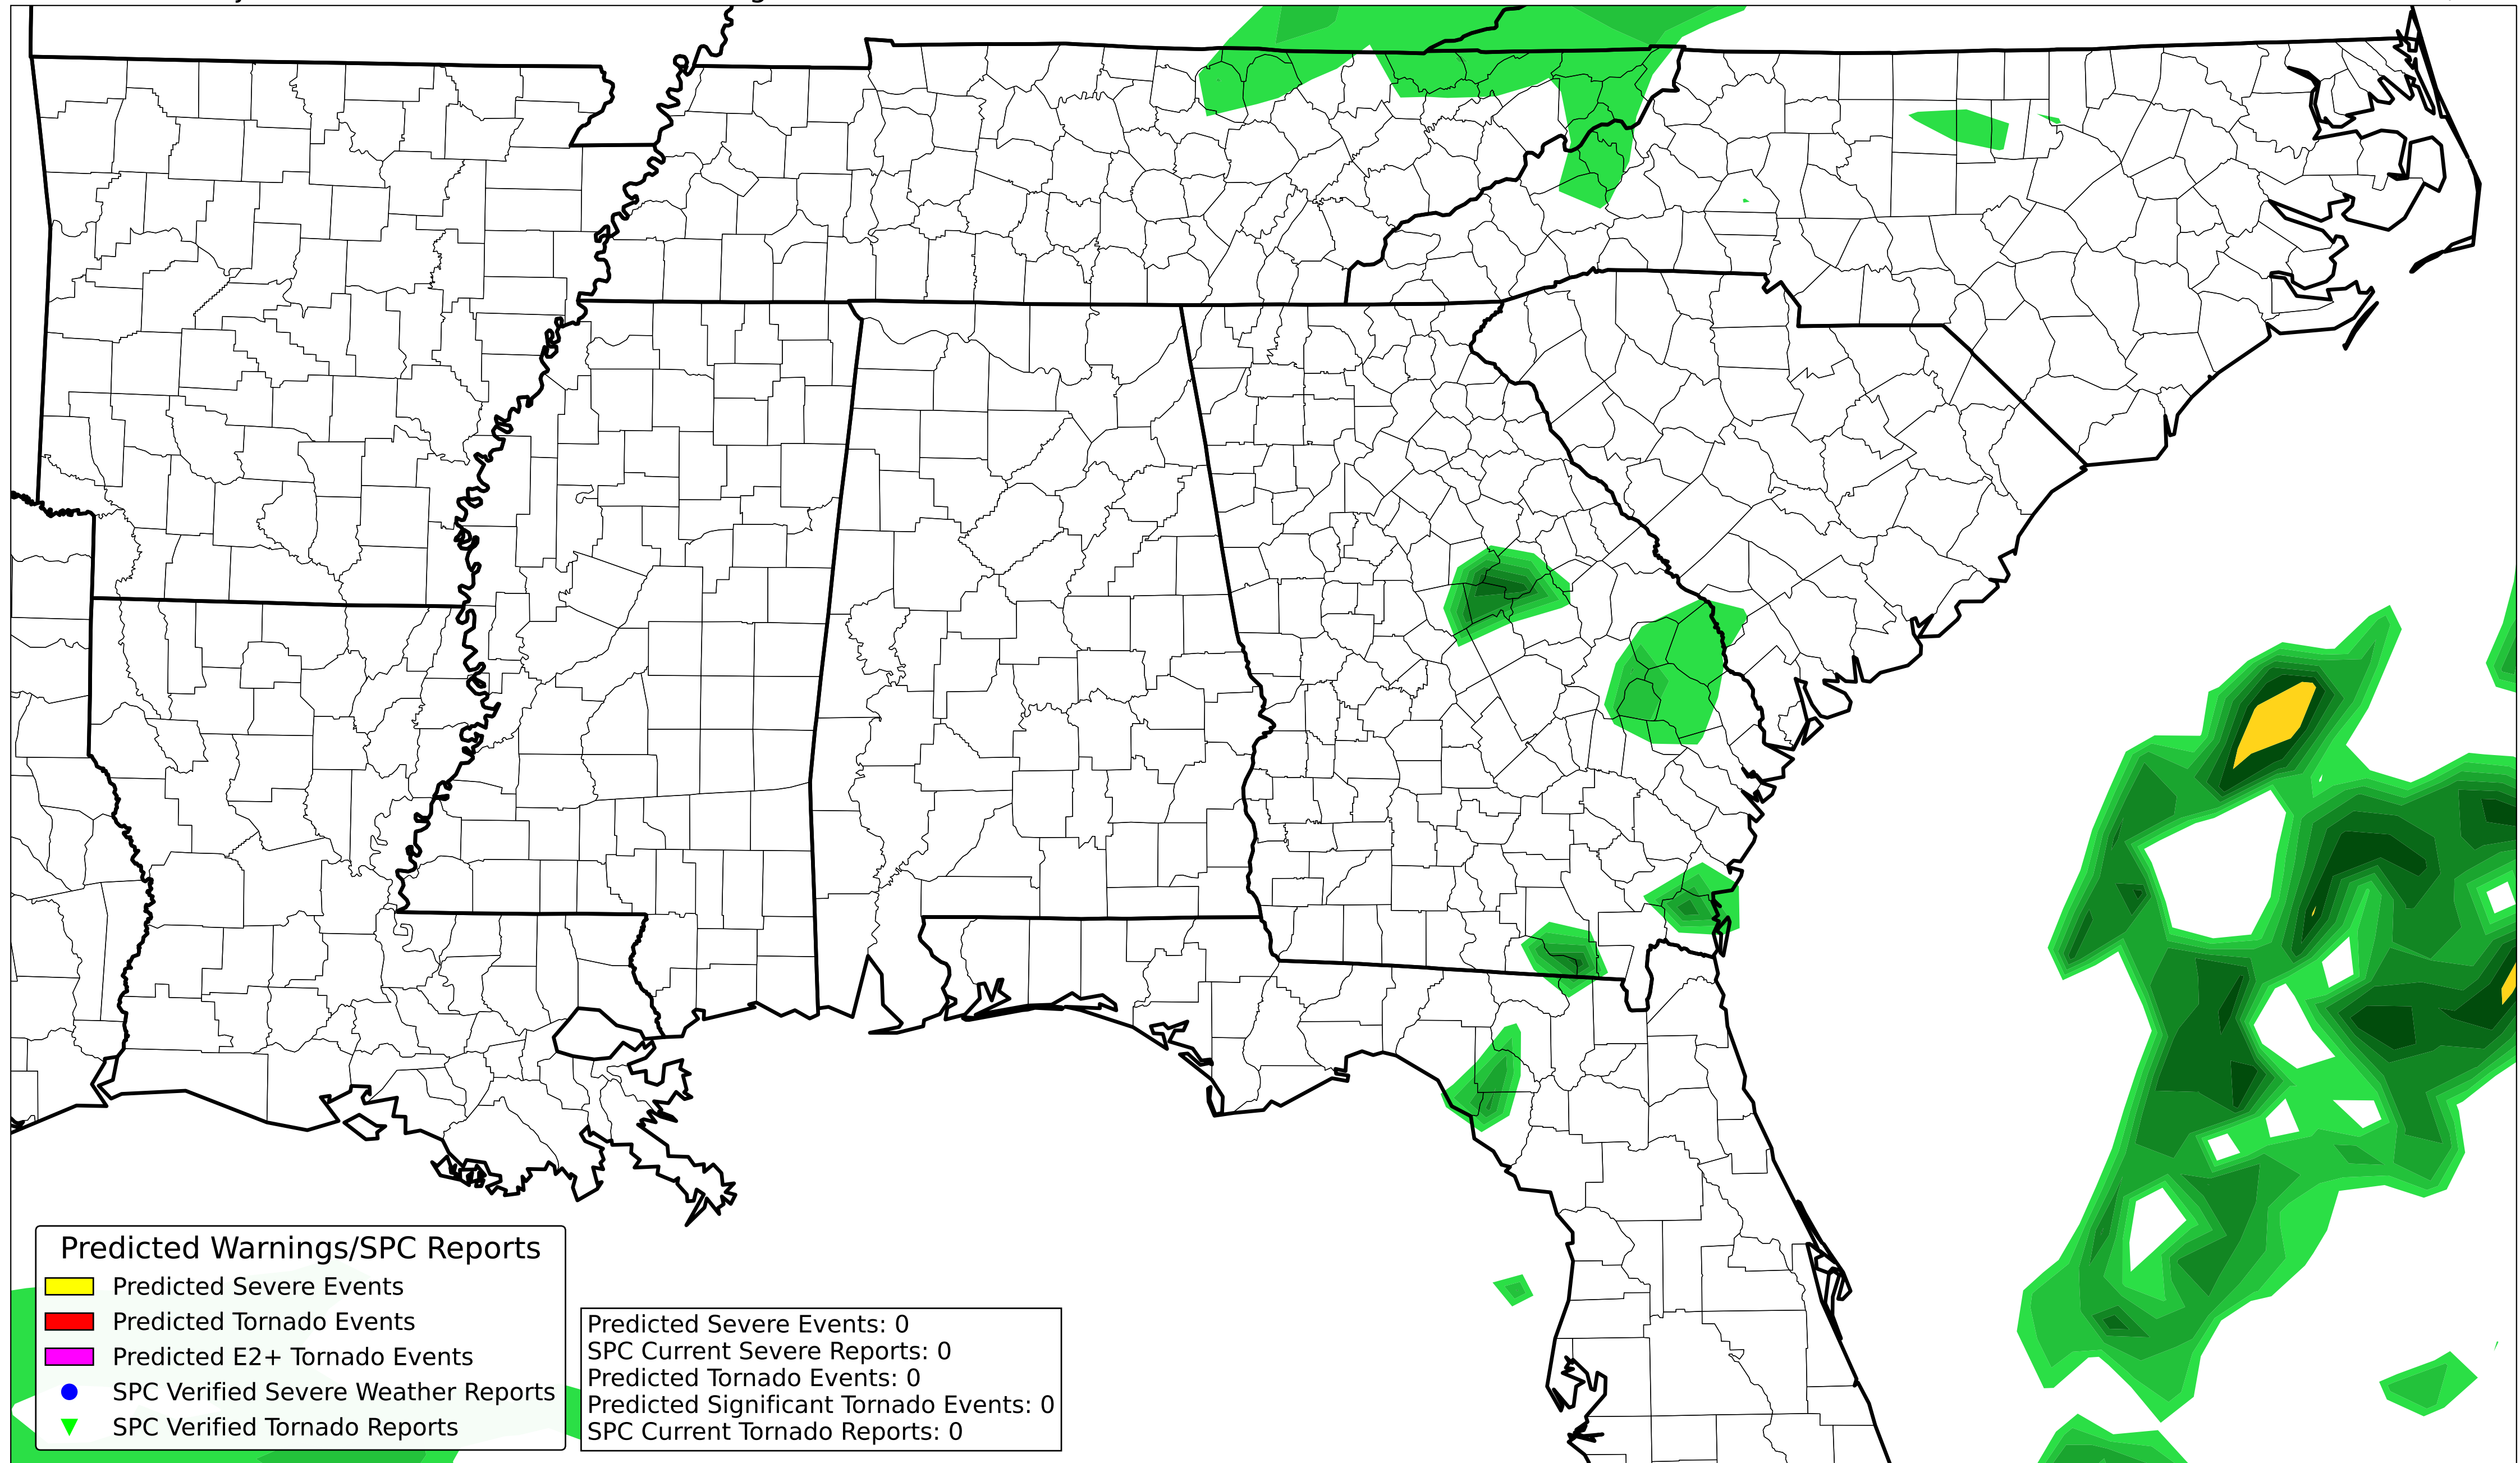 Predicted Warnings/SPC Reports
Predicted Severe Events
Predicted Tornado Events
Predicted E2+ Tornado Events
SPC Verified Severe Weather Reports
SPC Verified Tornado Reports
Predicted Severe Events: 0
SPC Current Severe Reports: 0
Predicted Tornado Events: 0
Predicted Significant Tornado Events: 0
SPC Current Tornado Reports: 0